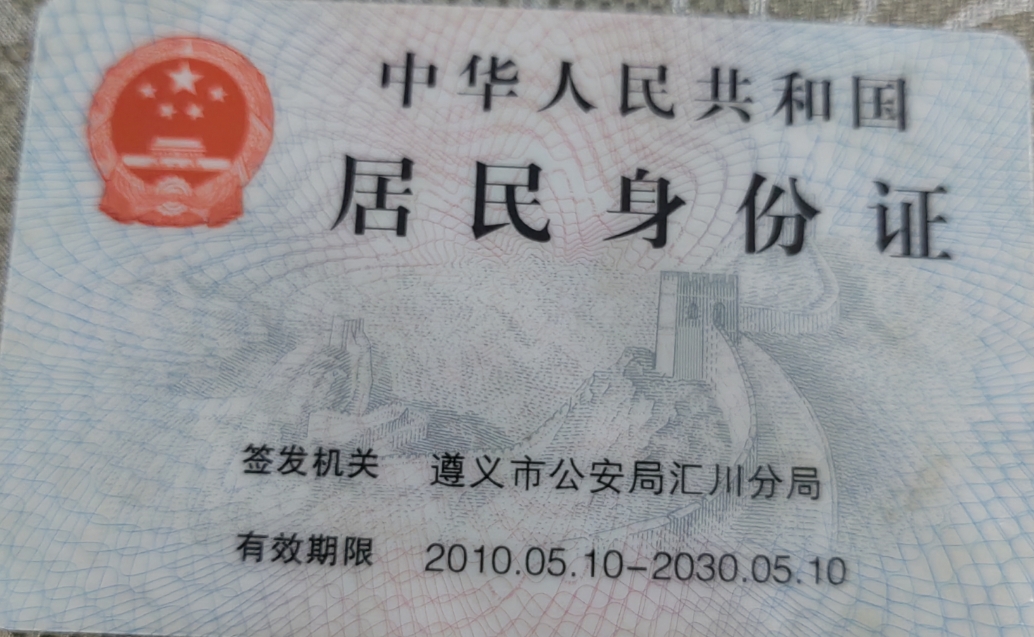 中华人民共和国
居民身份证
签发机关 遵义市公安局汇川分局
有效期限 2010.05.10-2030.05.10